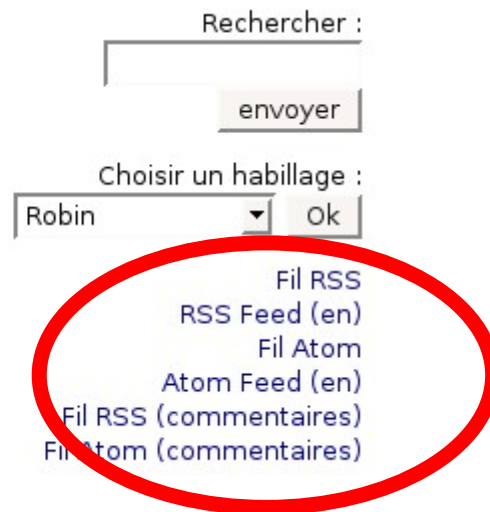 Rechercher :
envoyer
Choisir un habillage :
Robin
Ok
Fil RSS
RSS Feed (en)
Fil Atom
Atom Feed (en)
Fil RSS (commentaires)
Fil Atom (commentaires)